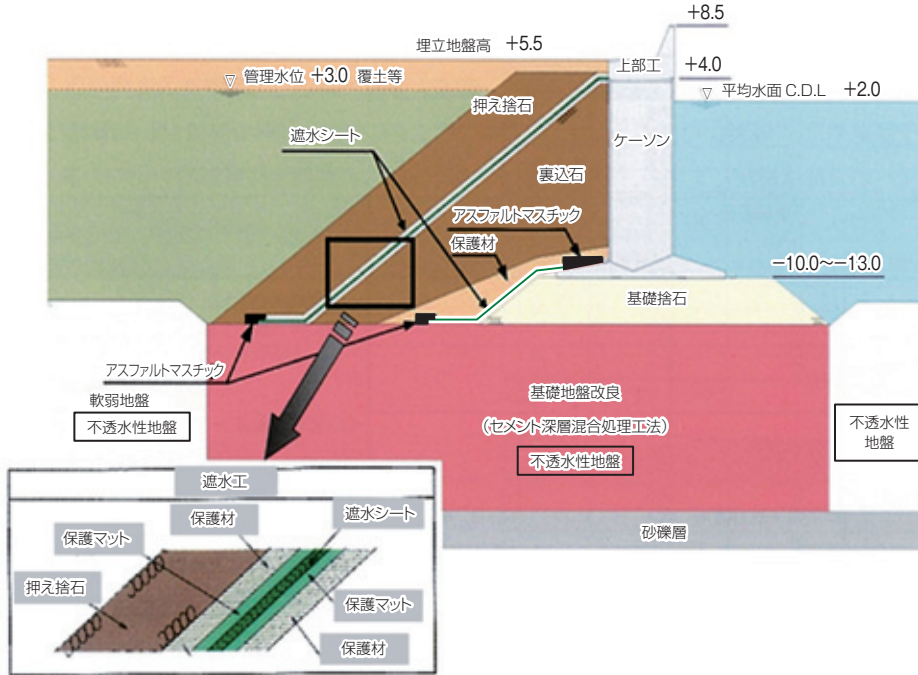 +8.5
埋立地盤高 +5.5
上部工
+4.0
▽ 管理水位 +3.0 覆土等
▽ 平均水面 C.D.L +2.0
押え捨石
ケーソン
遮水シート
裏込石
アスファルトマスチック
保護材
-10.0〜-13.0
基礎捨石
アスファルトマスチック
軟弱地盤
不透水性地盤
基礎地盤改良
(セメント深層混合処理工法)
不透水性地盤
不透水性
地盤
砂礫層
遮水工
保護材
遮水シート
保護マット
押え捨石
保護マット
保護材